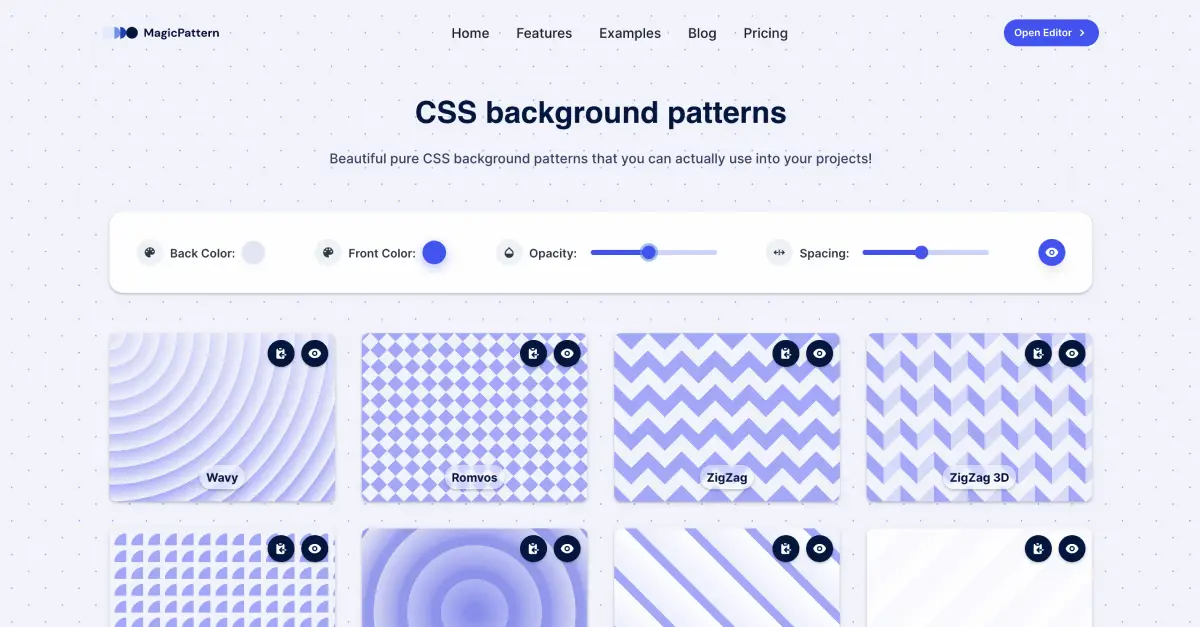 MagicPattern
Home Features Examples Blog Pricing
Open Editor
CSS background patterns
Beautiful pure CSS background patterns that you can actually use into your projects!
Back Color: Front Color: Opacity: Spacing:
Wavy Romvos ZigZag ZigZag 3D